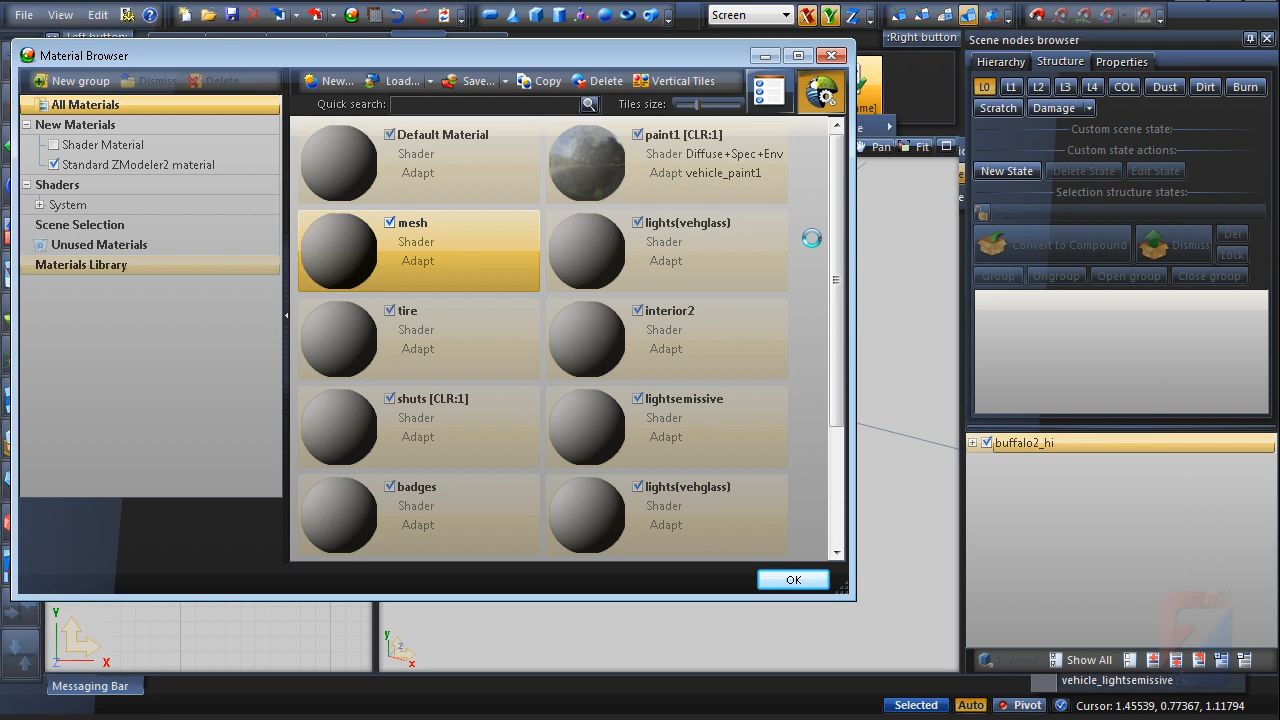 File View Edit
Screen X Y Z
:Right button
Material Browser
Scene nodes browser
New group Dismiss Delete
New... Load... Save... Copy Delete Vertical Tiles
Hierarchy Structure Properties
L0 L1 L2 L3 L4 COL Dust Dirt Burn
Quick search: Tiles size:
Scratch Damage
All Materials
New Materials
Shader Material
Standard ZModeler2 material
Shaders
System
Scene Selection
Unused Materials
Materials Library
Default Material
Shader
Adapt
paint1 [CLR:1]
Shader Diffuse+Spec+Env
Adapt vehicle_paint1
mesh
Shader
Adapt
lights(vehglass)
Shader
Adapt
tire
Shader
Adapt
interior2
Shader
Adapt
shuts [CLR:1]
Shader
Adapt
lightsemissive
Shader
Adapt
badges
Shader
Adapt
lights(vehglass)
Shader
Adapt
OK
Pan Fit
Custom scene state:
Custom state actions:
New State Delete State Edit State
Selection structure states:
Convert to Compound Dismiss Del
Lock
Group Ungroup Open group Close group
buffalo2_hi
Y
Z X
y
z
x
Show All
Messaging Bar
vehicle_lightsemissive
Selected Auto Pivot Cursor: 1.45539, 0.77367, 1.11794